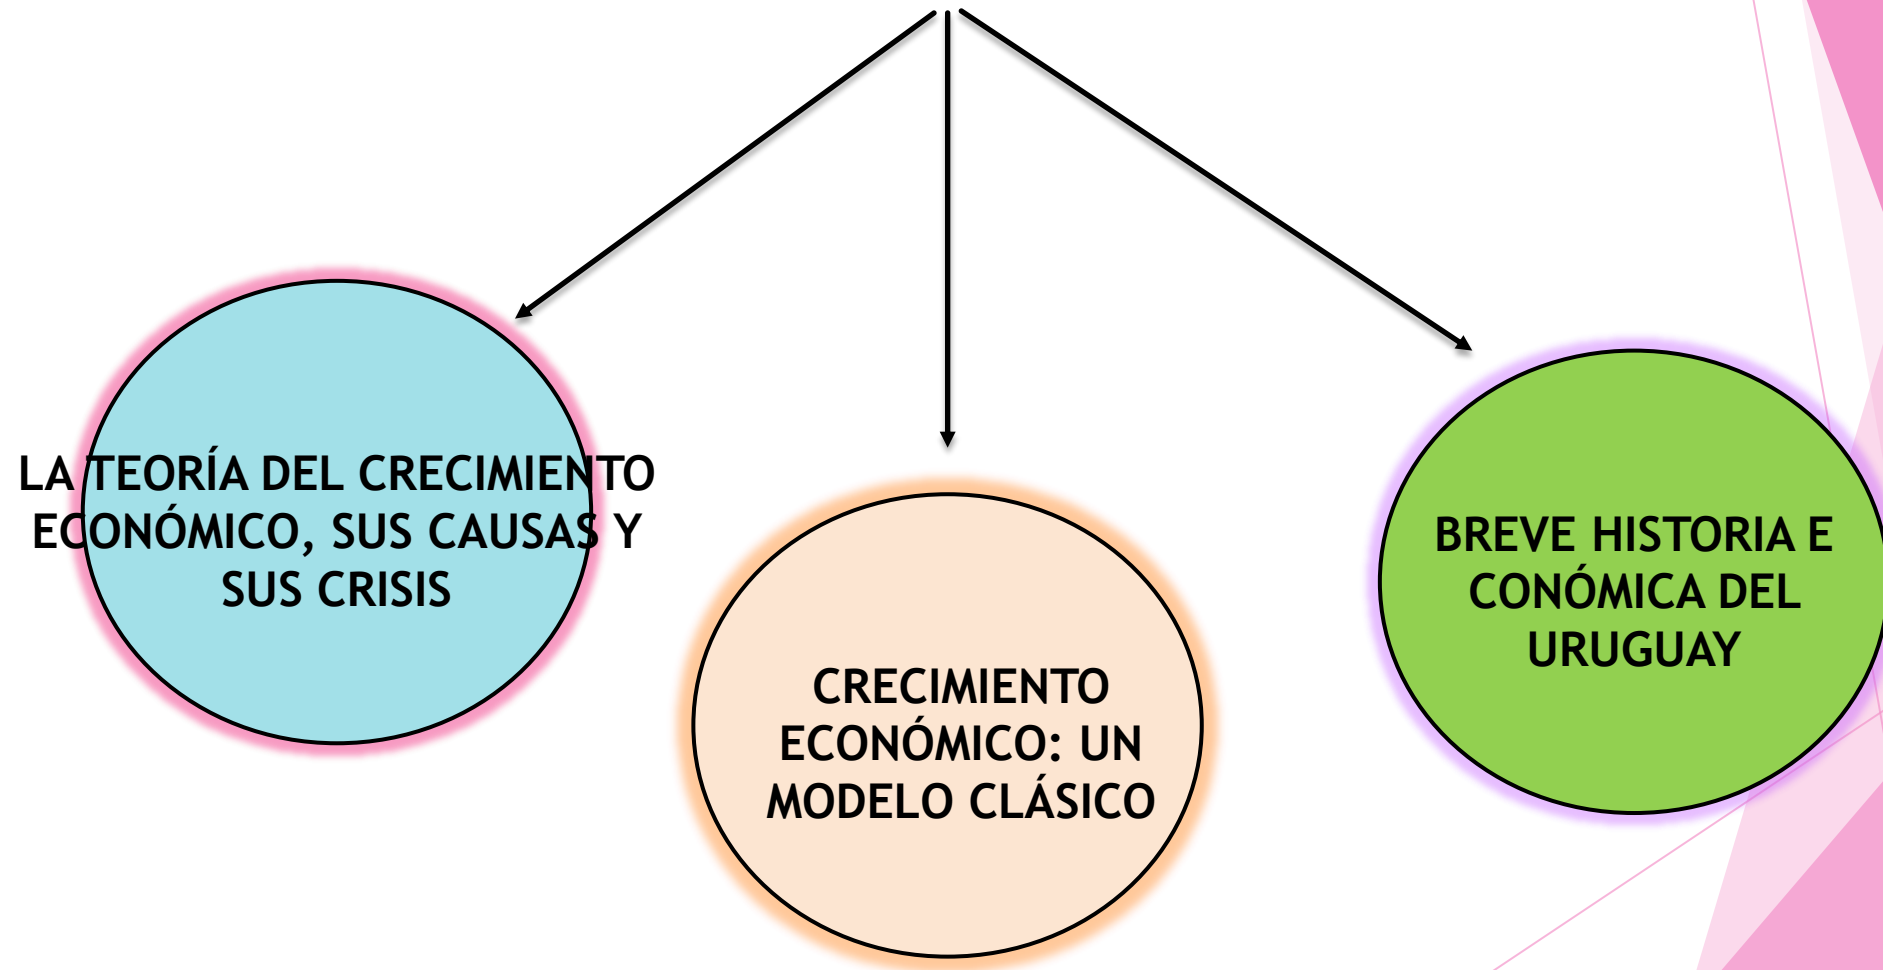 LA TEORÍA DEL CRECIMIENTO
ECONÓMICO, SUS CAUSAS Y
SUS CRISIS
CRECIMIENTO
ECONÓMICO: UN
MODELO CLÁSICO
BREVE HISTORIA E
CONÓMICA DEL
URUGUAY